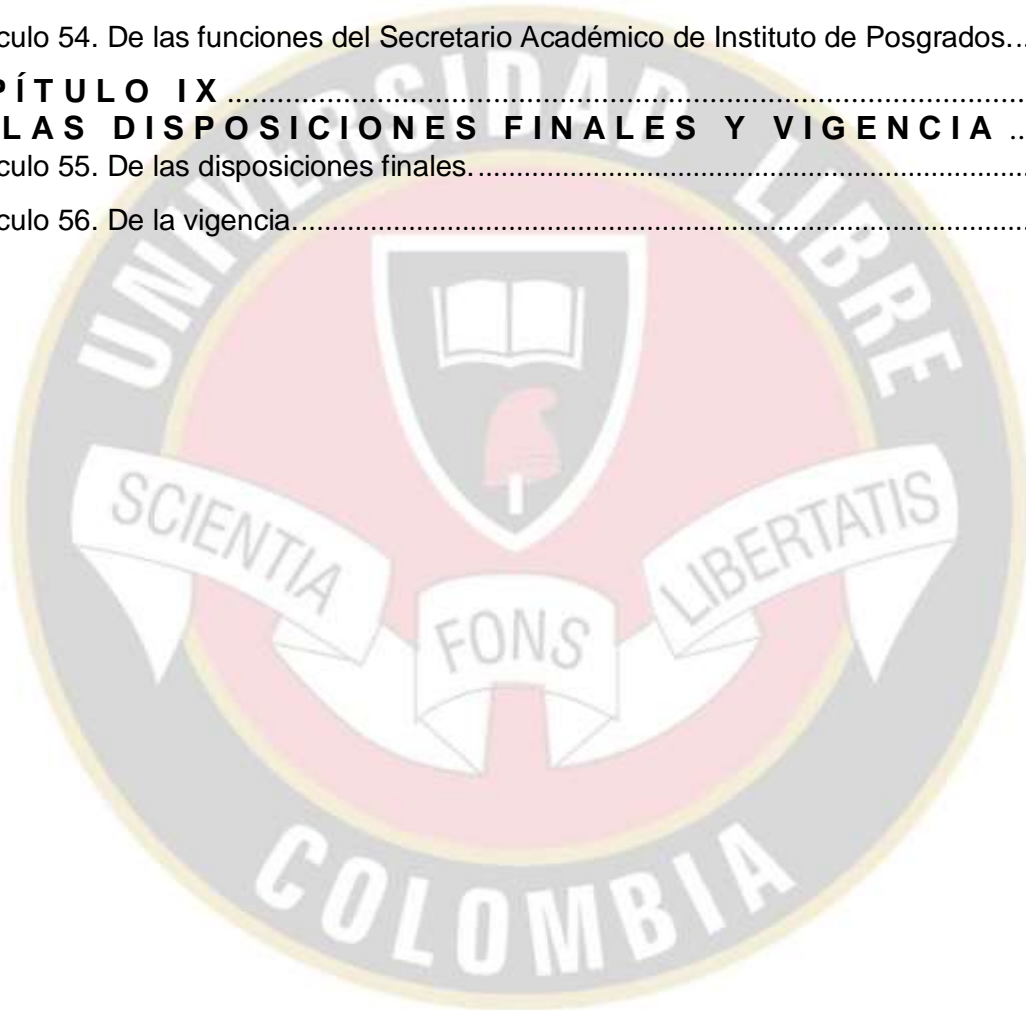 culo 54. De las funciones del Secretario Académico de Instituto de Posgrados...
PÍTULO IX
LAS DISPOSICIONES FINALES Y VIGENCIA ..
culo 55. De las disposiciones finales.
culo 56. De la vigencia.
UNIVERSIDAD LIBRE
SCIENTIA
FONS
LIBERTATIS
COLOMBIA